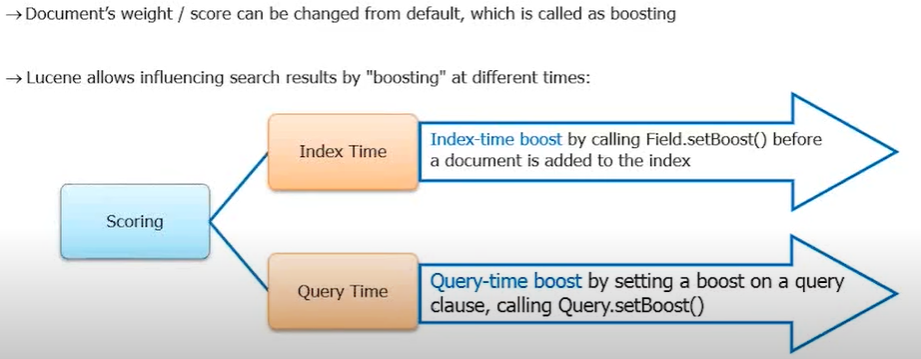 →Document's weight / score can be changed from default, which is called as boosting
→Lucene allows influencing search results by "boosting" at different times:
Scoring
Index Time
Index-time boost by calling Field.setBoost() before
a document is added to the index
Query Time
Query-time boost by setting a boost on a query
clause, calling Query.setBoost()